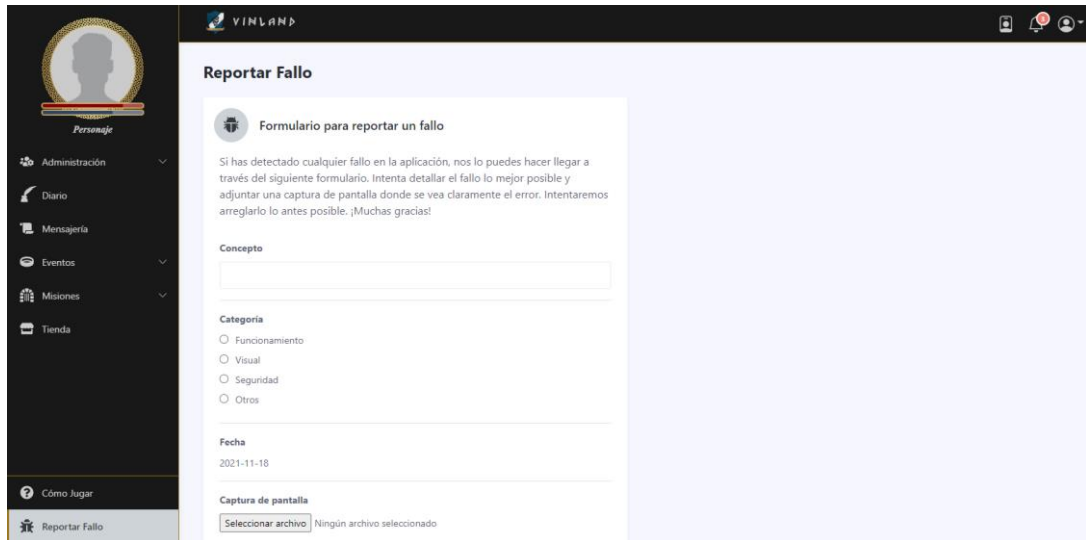 VINLAND
1
Personaje
Administración
Diario
Mensajería
Eventos
Misiones
Tienda
Cómo Jugar
Reportar Fallo
Reportar Fallo
Formulario para reportar un fallo
Si has detectado cualquier fallo en la aplicación, nos lo puedes hacer llegar a
través del siguiente formulario. Intenta detallar el fallo lo mejor posible y
adjuntar una captura de pantalla donde se vea claramente el error. Intentaremos
arreglarlo lo antes posible. ¡Muchas gracias!
Concepto
Categoría
Funcionamiento
Visual
Seguridad
Otros
Fecha
2021-11-18
Captura de pantalla
Seleccionar archivo Ningún archivo seleccionado